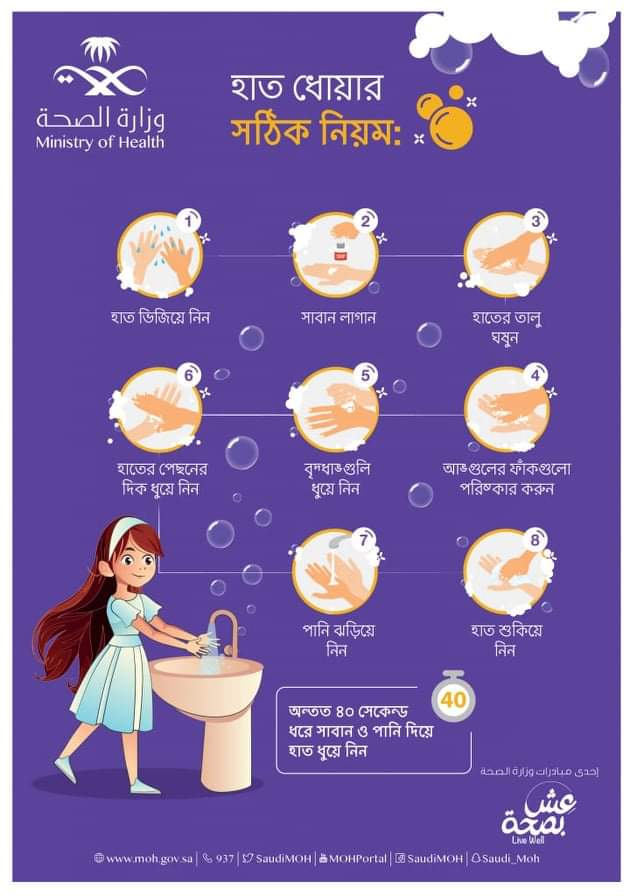 وزارة الصحة
Ministry of Health
হাত ধোয়ার
সঠিক নিয়ম:
1
হাত ভিজিয়ে নিন
2
সাবান লাগান
3
হাতের তালু
ঘষুন
4
আঙগুলের ফাঁকগুলো
পরিষ্কার করুন
5
বৃদ্ধাঙগুলি
ধুয়ে নিন
6
হাতের পেছনের
দিক ধুয়ে নিন
7
পানি ঝড়িয়ে
নিন
8
হাত শুকিয়ে
নিন
40
অন্তত ৪০ সেকেন্ড
ধরে সাবান ও পানি দিয়ে
হাত ধুয়ে নিন
إحدى مبادرات وزارة الصحة
عش
بصحة
Live Well
www.moh.gov.sa | 937 | SaudiMOH | MOHPortal | SaudiMOH | Saudi_Moh